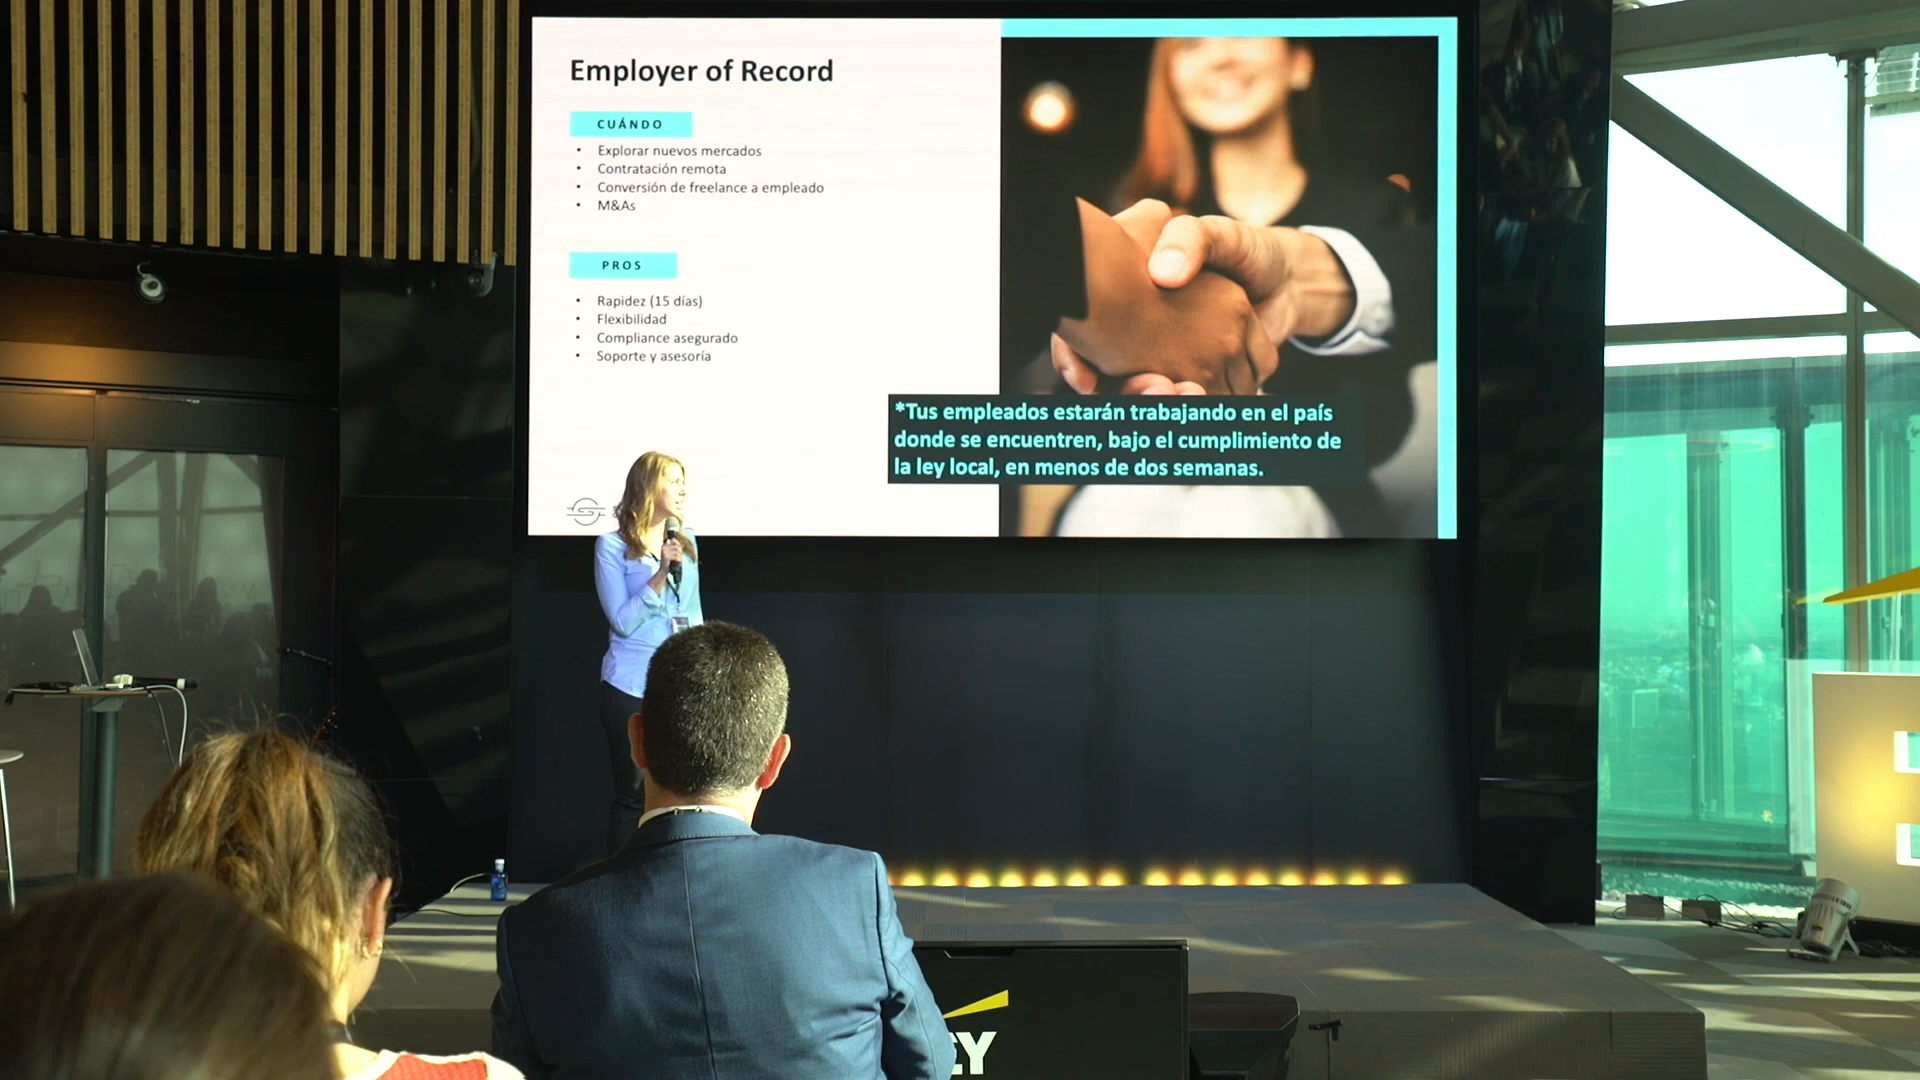 Employer of Record
CUÁNDO
• Explorar nuevos mercados
• Contratación remota
• Conversión de freelance a empleado
• M&As
PROS
• Rapidez (15 días)
• Flexibilidad
• Compliance asegurado
• Soporte y asesoría
*Tus empleados estarán trabajando en el país
donde se encuentren, bajo el cumplimiento de
la ley local, en menos de dos semanas.
EY
E